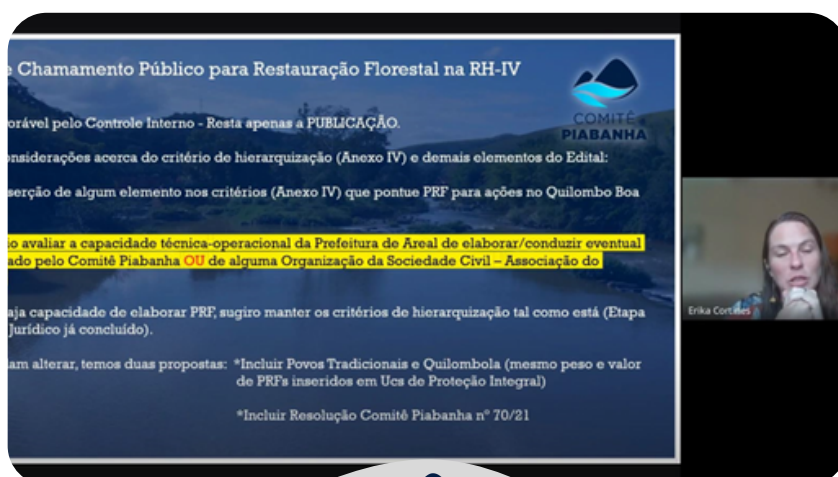 e Chamamento Público para Restauração Florestal na RH-IV
COMITÊ
PIABANHA
orável pelo Controle Interno - Resta apenas a PUBLICAÇÃO.
onsiderações acerca do critério de hierarquização (Anexo IV) e demais elementos do Edital:
serção de algum elemento nos critérios (Anexo IV) que pontue PRF para ações no Quilombo Boa
io avaliar a capacidade técnica-operacional da Prefeitura de Areal de elaborar/conduzir eventual
ado pelo Comitê Piabanha OU de alguma Organização da Sociedade Civil – Associação do
aja capacidade de elaborar PRF, sugiro manter os critérios de hierarquização tal como está (Etapa
Jurídico já concluído).
am alterar, temos duas propostas: *Incluir Povos Tradicionais e Quilombola (mesmo peso e valor
de PRFs inseridos em Ucs de Proteção Integral)
*Incluir Resolução Comitê Piabanha nº 70/21
Erika Cortines